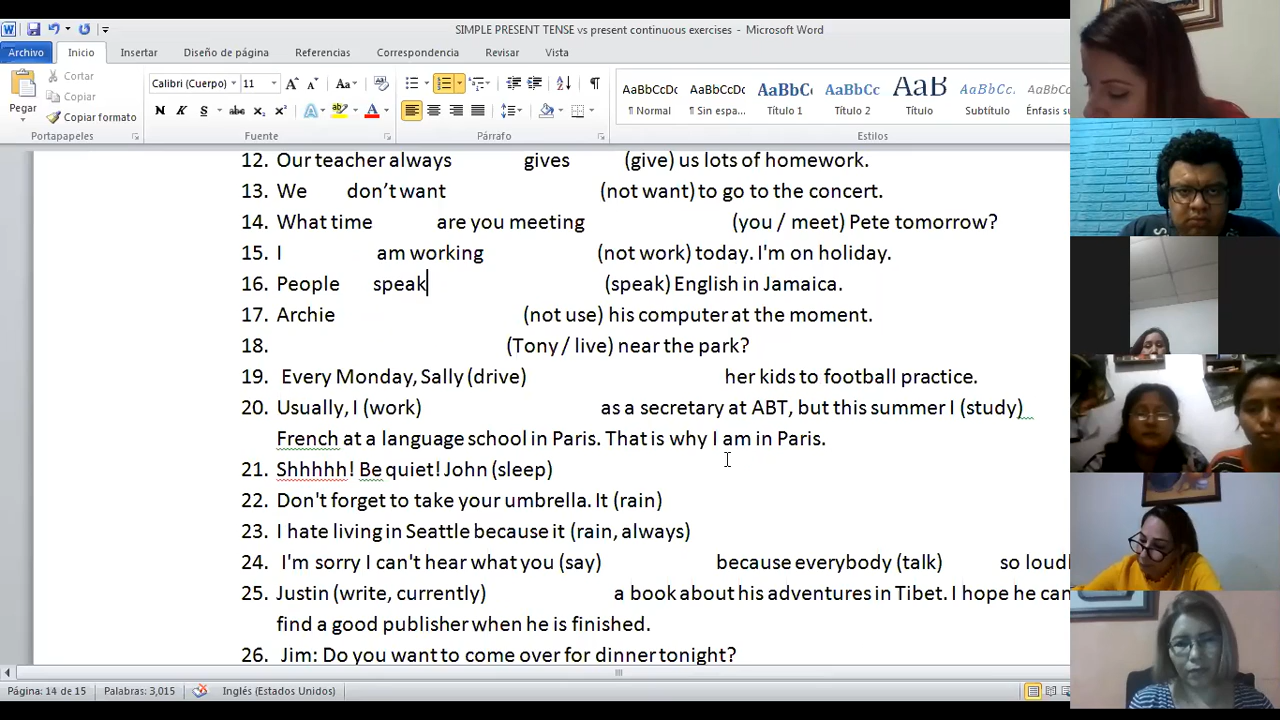 SIMPLE PRESENT TENSE vs present continuous exercises - Microsoft Word
Archivo Inicio Insertar Diseño de página Referencias Correspondencia Revisar Vista
Pegar
Cortar
Copiar
Copiar formato
Portapapeles
Calibri (Cuerpo) 11
N K S abc x₂ x²
Fuente
Párrafo
AaBbCcDc AaBbCcDc AaBbCc AaBbCc AaB AaBbCc. AaBbCcDc
¶ Normal ¶ Sin espa... Título 1 Título 2 Título Subtítulo Énfasis su
Estilos
12. Our teacher always gives (give) us lots of homework.
13. We don’t want (not want) to go to the concert.
14. What time are you meeting (you / meet) Pete tomorrow?
15. I am working (not work) today. I'm on holiday.
16. People speak (speak) English in Jamaica.
17. Archie (not use) his computer at the moment.
18. (Tony / live) near the park?
19. Every Monday, Sally (drive) her kids to football practice.
20. Usually, I (work) as a secretary at ABT, but this summer I (study)
French at a language school in Paris. That is why I am in Paris.
21. Shhhhh! Be quiet! John (sleep)
22. Don't forget to take your umbrella. It (rain)
23. I hate living in Seattle because it (rain, always)
24. I'm sorry I can't hear what you (say) because everybody (talk) so loudl
25. Justin (write, currently) a book about his adventures in Tibet. I hope he can
find a good publisher when he is finished.
26. Jim: Do you want to come over for dinner tonight?
Página: 14 de 15 Palabras: 3,015 Inglés (Estados Unidos)